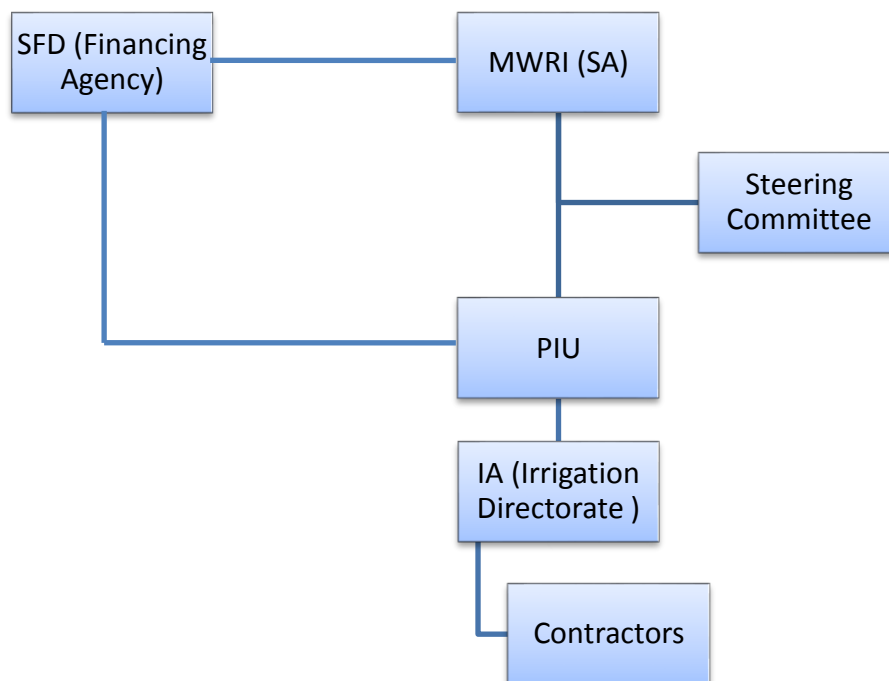 SFD (Financing
Agency)
MWRI (SA)
Steering
Committee
PIU
IA (Irrigation
Directorate )
Contractors